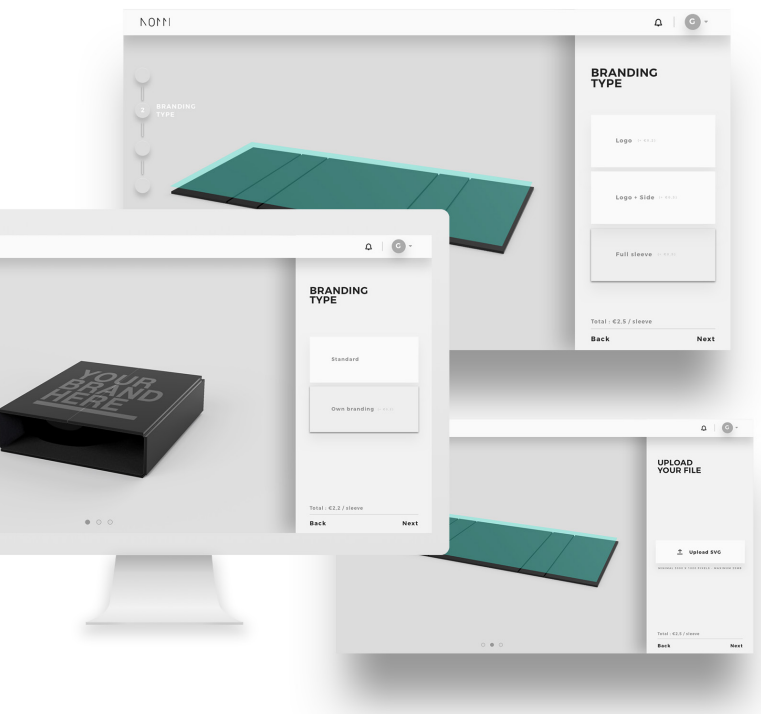 NOMI
G
BRANDING
TYPE
2
BRANDING
TYPE
Logo
Logo + Side
Full sleeve
Total : €2.5 / sleeve
Back
Next
G
BRANDING
TYPE
Standard
Own branding
YOUR
BRAND
HERE
Total : €2.2 / sleeve
Back
Next
G
UPLOAD
YOUR FILE
Upload SVG
Total : €2.5 / sleeve
Back
Next